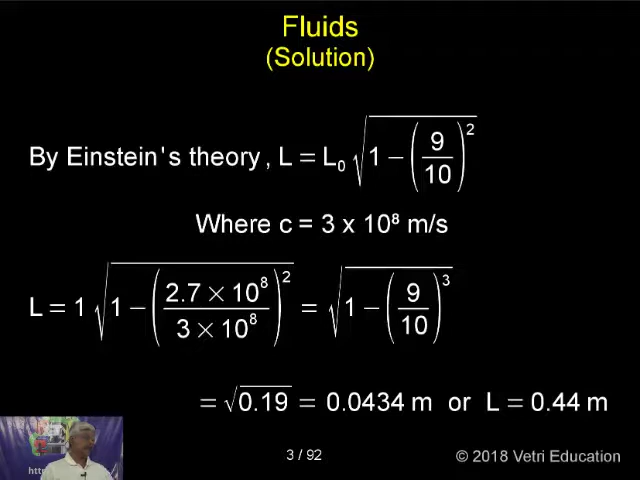 Fluids
(Solution)
By Einstein's theory, L = L₀ √(1 − (9/10)²)
Where c = 3 x 10⁸ m/s
L = 1 √(1 − (2.7 × 10⁸ / 3 × 10⁸)²) = √(1 − (9/10)³)
= √0.19 = 0.0434 m or L = 0.44 m
htt
3 / 92
© 2018 Vetri Education